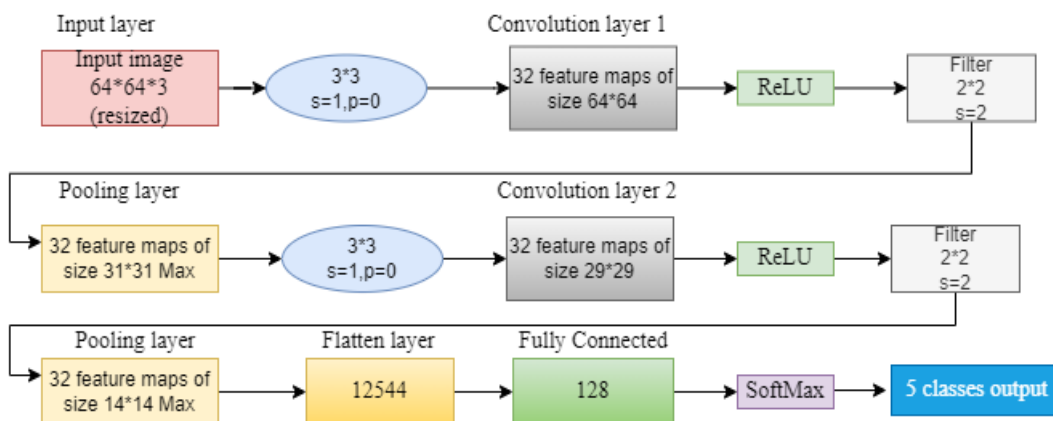 Input layer
Convolution layer 1
Input image
64*64*3
(resized)
3*3
s=1,p=0
32 feature maps of
size 64*64
ReLU
Filter
2*2
s=2
Pooling layer
Convolution layer 2
32 feature maps of
size 31*31 Max
3*3
s=1,p=0
32 feature maps of
size 29*29
ReLU
Filter
2*2
s=2
Pooling layer
Flatten layer
Fully Connected
32 feature maps of
size 14*14 Max
12544
128
SoftMax
5 classes output